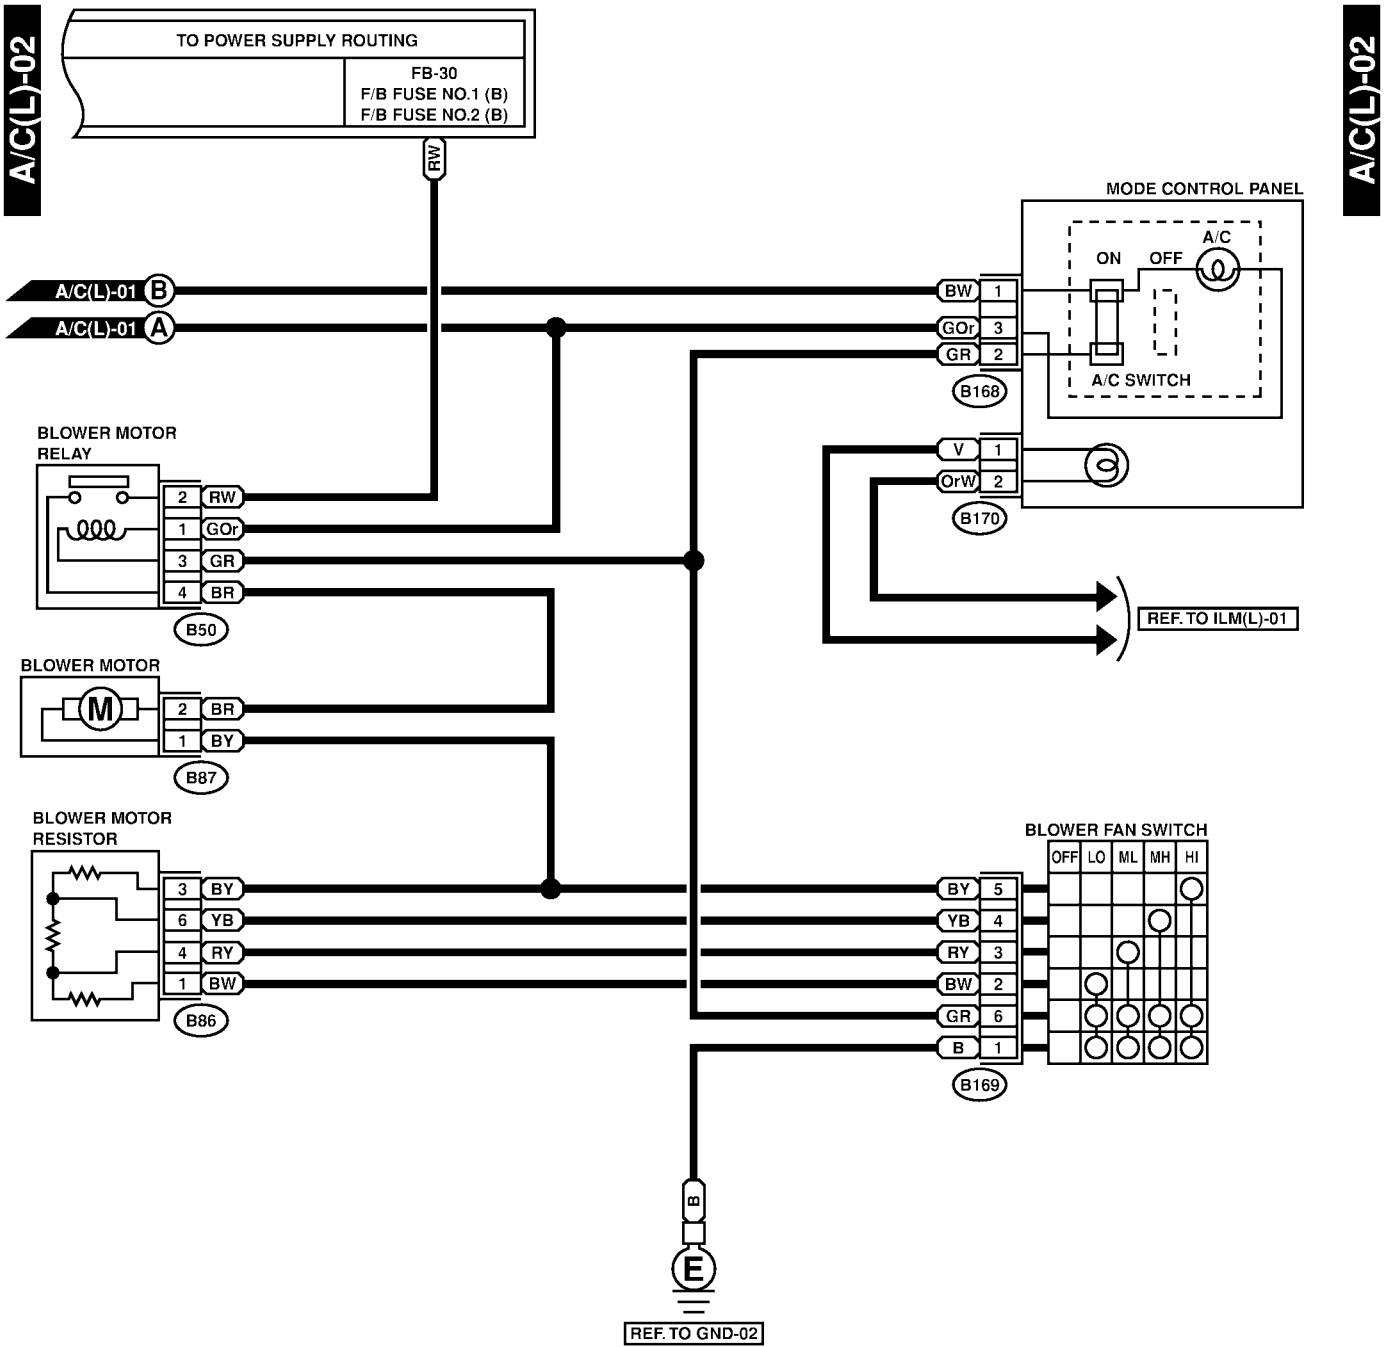 A/C(L)-02
A/C(L)-02
TO POWER SUPPLY ROUTING
FB-30
F/B FUSE NO.1 (B)
F/B FUSE NO.2 (B)
RW
MODE CONTROL PANEL
A/C
ON OFF
A/C(L)-01 B BW 1
A/C(L)-01 A GOr 3
GR 2
A/C SWITCH
B168
BLOWER MOTOR
RELAY
V 1
OrW 2
B170
2 RW
1 GOr
3 GR
4 BR
B50
REF. TO ILM(L)-01
BLOWER MOTOR
M 2 BR
1 BY
B87
BLOWER MOTOR
RESISTOR
BLOWER FAN SWITCH
OFF LO ML MH HI
3 BY BY 5
6 YB YB 4
4 RY RY 3
1 BW BW 2
B86
GR 6
B 1
B169
B
E
REF. TO GND-02